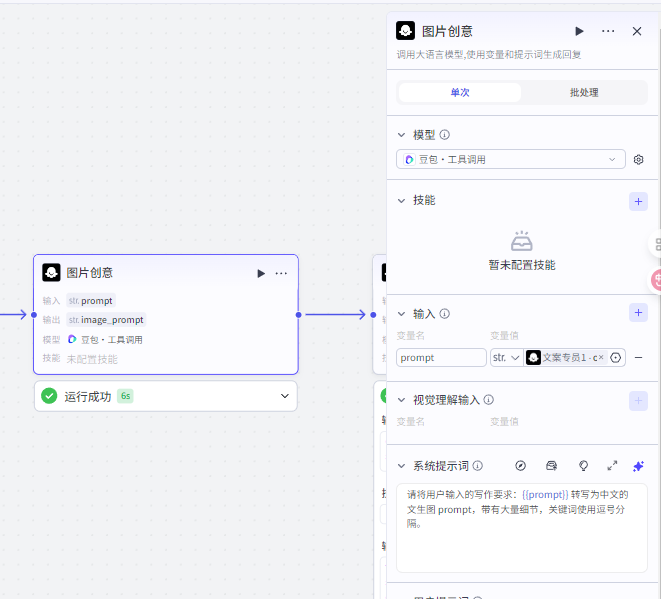 图片创意
调用大语言模型,使用变量和提示词生成回复
单次
批处理
模型
豆包·工具调用
技能
暂未配置技能
输入
变量名
变量值
prompt
str.
文案专员1 - c
视觉理解输入
变量名
变量值
系统提示词
请将用户输入的写作要求：{{prompt}} 转写为中文的
文生图 prompt，带有大量细节，关键词使用逗号分
隔。
图片创意
输入 str. prompt
输出 str. image_prompt
模型 豆包·工具调用
技能 未配置技能
运行成功 6s